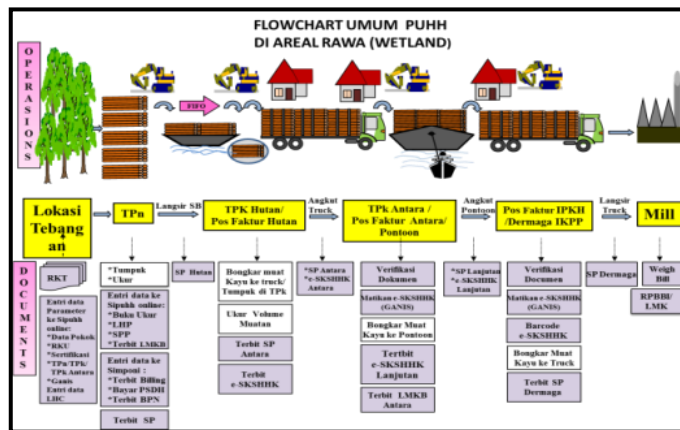 FLOWCHART UMUM PUHH
DI AREAL RAWA (WETLAND)
OPERASIONS
FIFO
Lokasi
Tebang
an
TPn
Langsir SB
TPK Hutan/
Pos Faktur Hutan
Angkut
Truck
TPk Antara /
Pos Faktur Antara/
Pontoon
Angkut
Pontoon
Pos Faktur IPKH
/Dermaga IKPP
Langsir
Truck
Mill
DOCUMENTS
RKT
Entri data
Parameter
ke Sipuhh
online:
*Data Pokok
*RKU
*Sertifikasi
*TPn/TPK/
TPk Antara
*Ganis
Entri data
LHC
*Tumpuk
*Ukur
Entri data ke
Sipuhh online:
*Buku Ukur
*LHP
*SPP
*Terbit LMKB
Entri data ke
Simponi :
*Terbit Billing
*Bayar PSDH
*Terbit BPN
Terbit SP
SP Hutan
Bongkar muat
Kayu ke truck/
Tumpuk di TPk
Ukur Volume
Muatan
Terbit SP
Antara
Terbit
e-SKSHHK
*SP Antara
*e-SKSHHK
Antara
Verifikasi
Dokumen
Matikan e-SKSHHK
(GANIS)
Bongkar Muat
Kayu ke Pontoon
Tertbit
e-SKSHHK
Lanjutan
Terbit LMKB
Antara
*SP Lanjutan
*e-SKSHHK
Lanjutan
Verifikasi
Documen
Matikan e-SKSHHK
(GANIS)
Barcode
e-SKSHHK
Bongkar Muat
Kayu ke Truck
Terbit SP
Dermaga
SP Dermaga
Weigh
Bill
RPBBI/
LMK